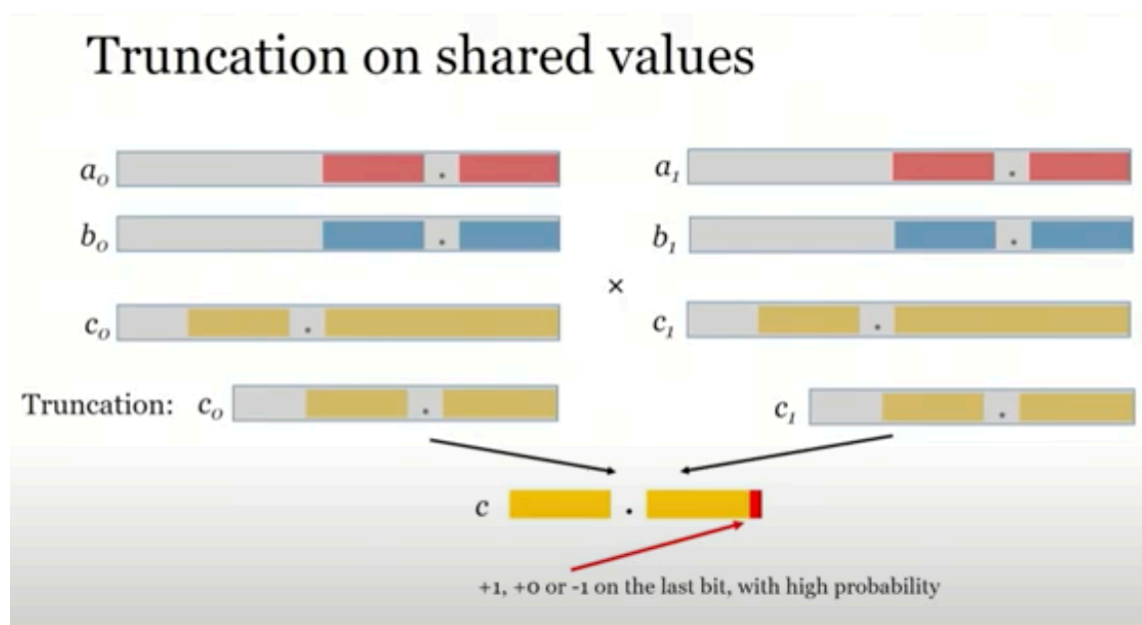 Truncation on shared values
a₀ . a₁ .
b₀ . b₁ .
×
c₀ . c₁ .
Truncation: c₀ . c₁ .
c .
+1, +0 or -1 on the last bit, with high probability